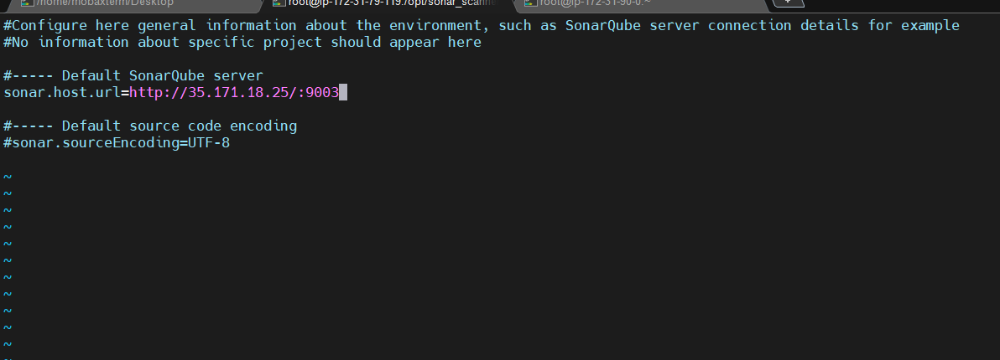 /home/mobaxterm/Desktop
root@ip-172-31-79-119:/opt/sonar_scanne
root@ip-172-31-90-0:~
#Configure here general information about the environment, such as SonarQube server connection details for example
#No information about specific project should appear here
#----- Default SonarQube server
sonar.host.url=http://35.171.18.25/:9003
#----- Default source code encoding
#sonar.sourceEncoding=UTF-8
~
~
~
~
~
~
~
~
~
~
~